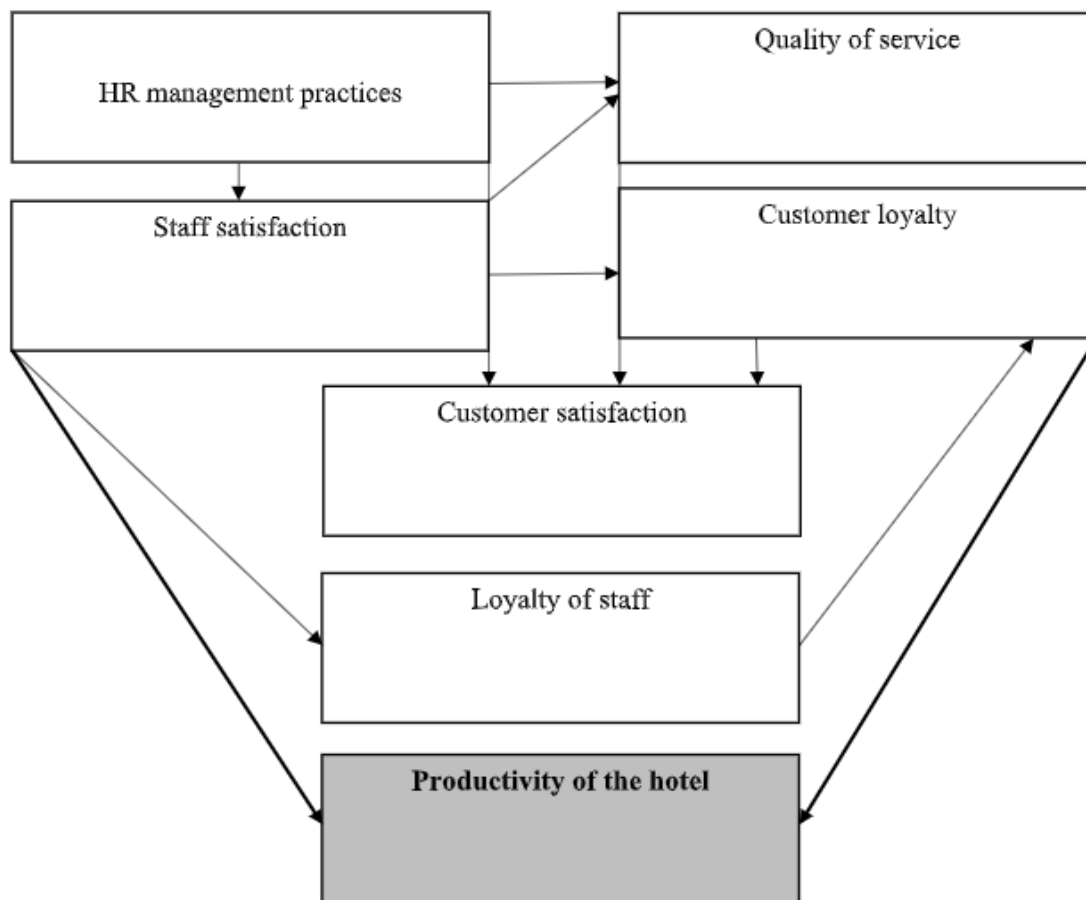 Quality of service
HR management practices
Staff satisfaction
Customer loyalty
Customer satisfaction
Loyalty of staff
Productivity of the hotel